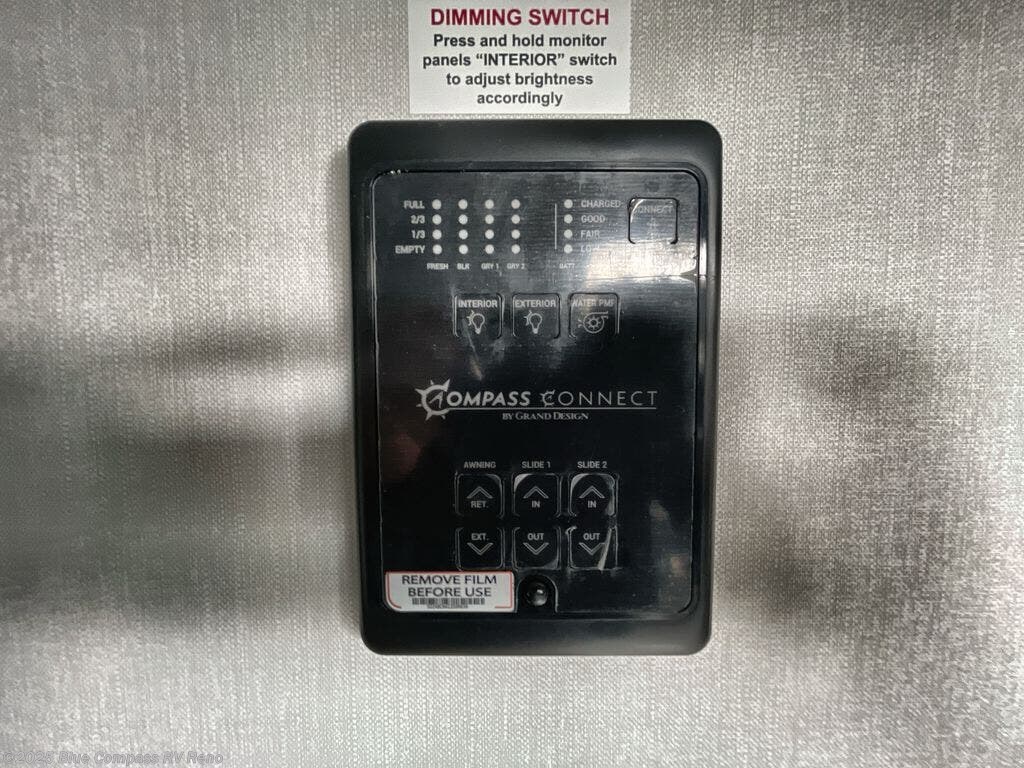 DIMMING SWITCH
Press and hold monitor
panels “INTERIOR” switch
to adjust brightness
accordingly
FULL CHARGED CONNECT
2/3 GOOD
1/3 FAIR
EMPTY
FRESH BLK GRY 1 GRY 2 BATT
INTERIOR EXTERIOR WATER PMP
COMPASS CONNECT
BY GRAND DESIGN
AWNING SLIDE 1 SLIDE 2
RET. IN IN
EXT. OUT OUT
REMOVE FILM
BEFORE USE
©2025 Blue Compass RV Reno